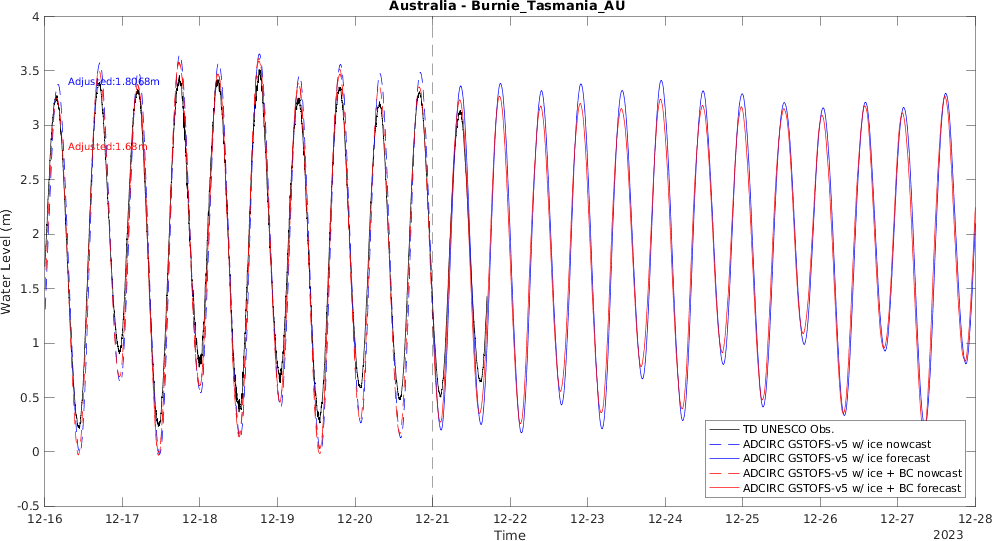 Australia - Burnie_Tasmania_AU
Water Level (m)
4
3.5
3
2.5
2
1.5
1
0.5
0
-0.5
Adjusted:1.8068m
Adjusted:1.68m
TD UNESCO Obs.
ADCIRC GSTOFS-v5 w/ ice nowcast
ADCIRC GSTOFS-v5 w/ ice forecast
ADCIRC GSTOFS-v5 w/ ice + BC nowcast
ADCIRC GSTOFS-v5 w/ ice + BC forecast
12-16 12-17 12-18 12-19 12-20 12-21 12-22 12-23 12-24 12-25 12-26 12-27 12-28
Time
2023